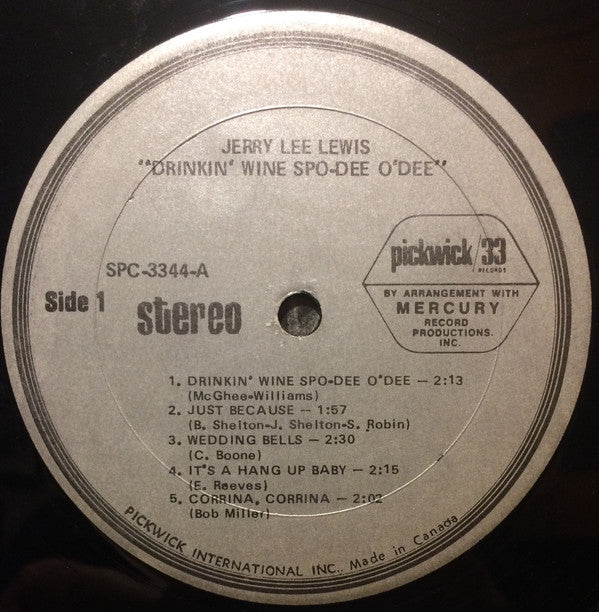 JERRY LEE LEWIS
""DRINKIN' WINE SPO-DEE O'DEE"
pickwick/33
RECORDS
BY ARRANGEMENT WITH
MERCURY
RECORD
PRODUCTIONS.
INC.
SPC-3344-A
Side 1
stereo
1. DRINKIN' WINE SPO-DEE O'DEE — 2:13
(McGhee-Williams)
2. JUST BECAUSE — 1:57
(B. Shelton-J. Shelton-S. Robin)
3. WEDDING BELLS — 2:30
(C. Boone)
4. IT'S A HANG UP BABY — 2:15
(E. Reeves)
5. CORRINA, CORRINA — 2:02
(Bob Miller)
PICKWICK INTERNATIONAL INC. Made in Canada